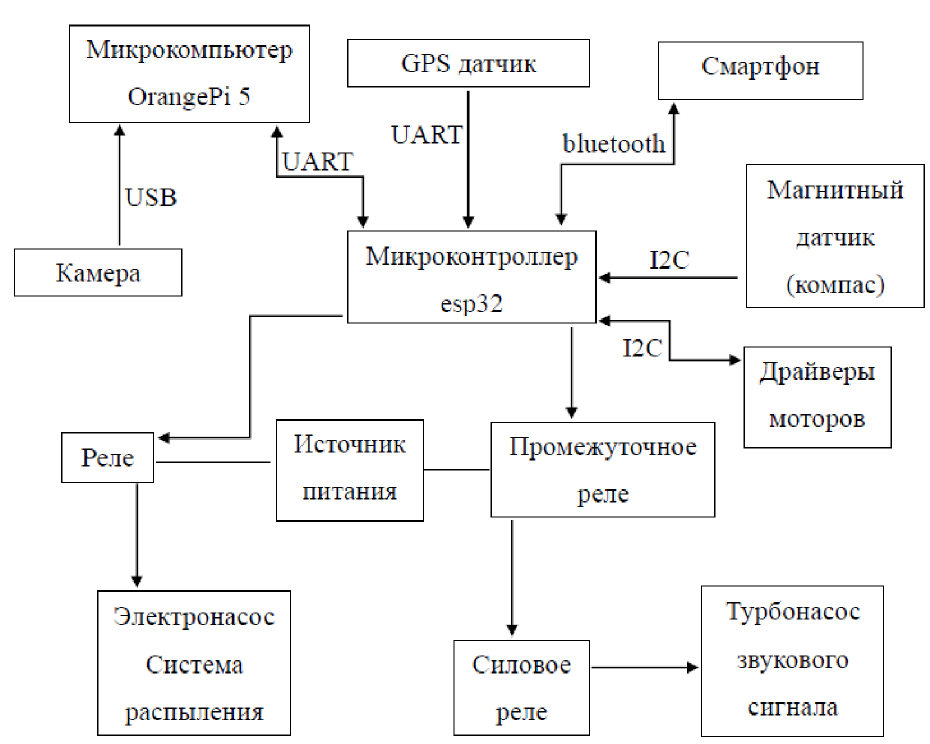 Микрокомпьютер
OrangePi 5
GPS датчик
Смартфон
UART
bluetooth
UART
USB
Магнитный
датчик
(компас)
Камера
Микроконтроллер
esp32
I2C
I2C
Драйверы
моторов
Реле
Источник
питания
Промежуточное
реле
Электронасос
Система
распыления
Силовое
реле
Турбонасос
звукового
сигнала